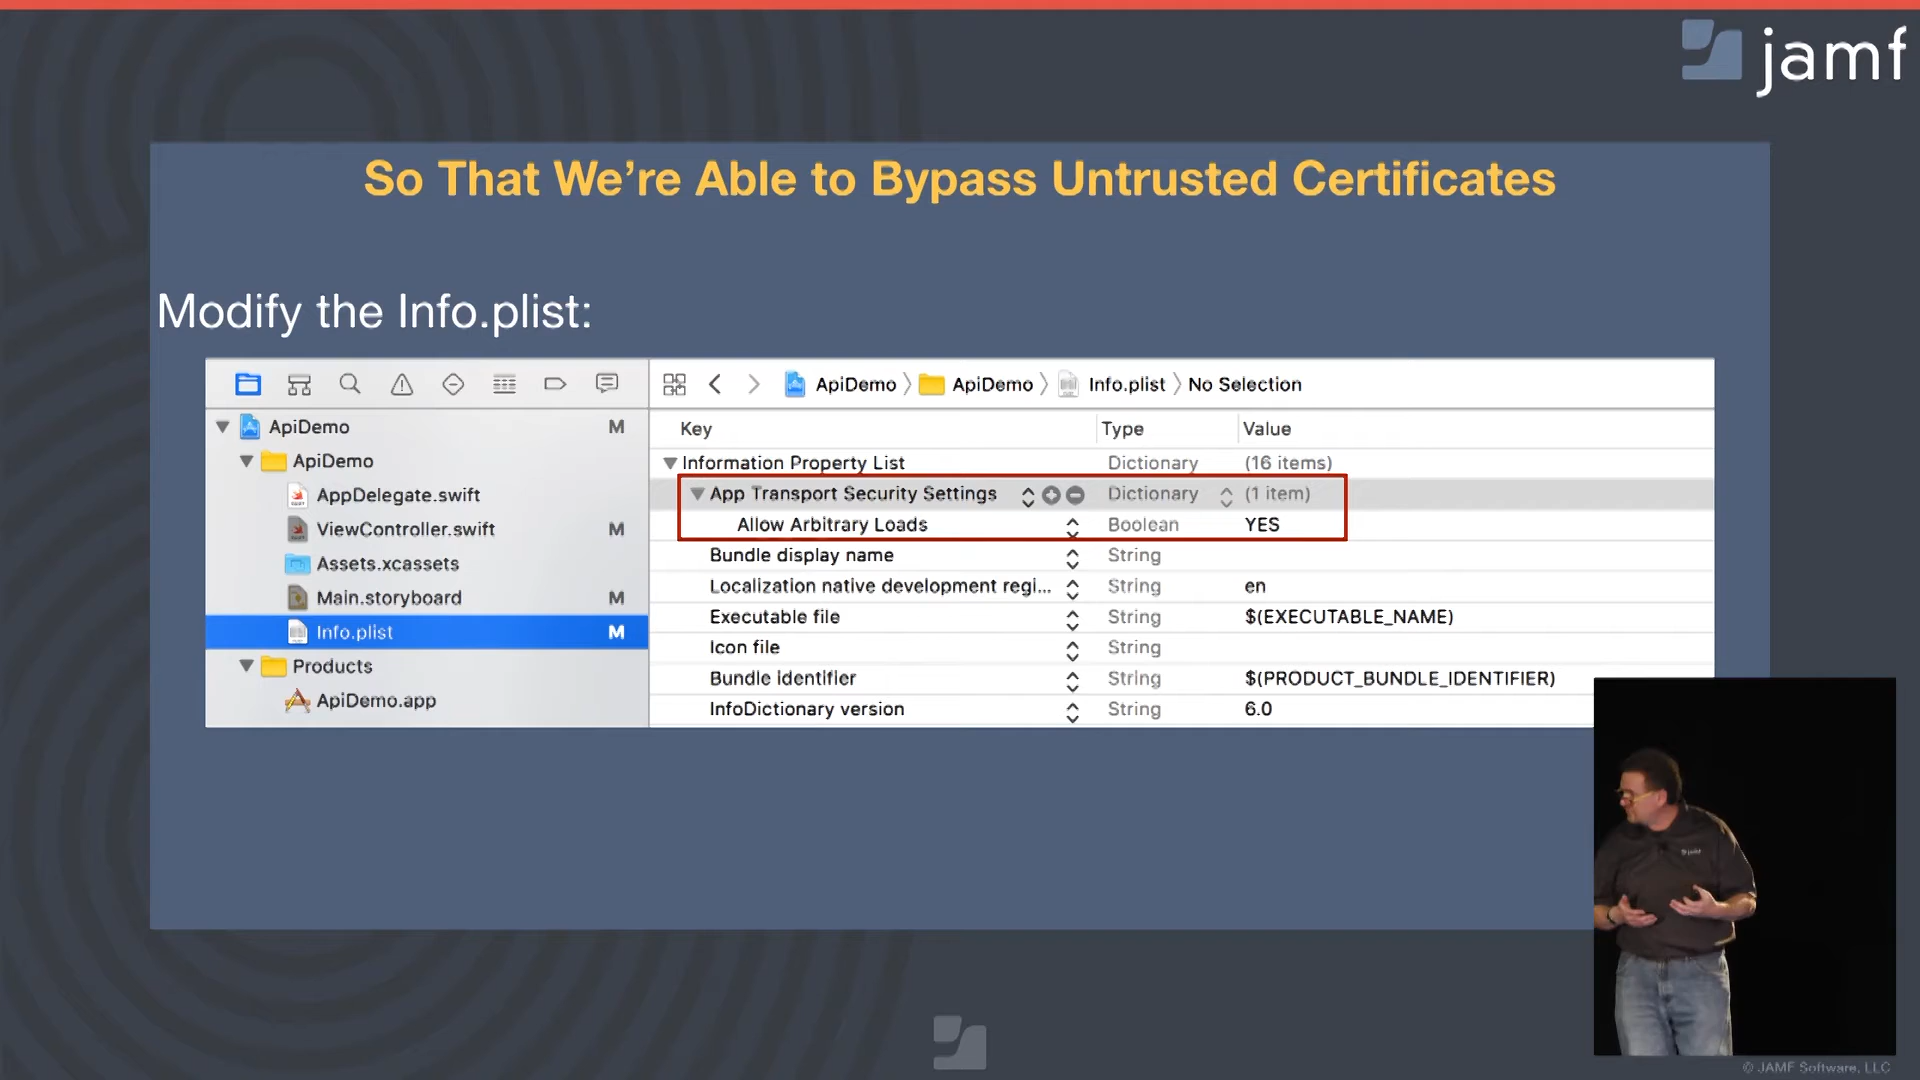 jamf
So That We’re Able to Bypass Untrusted Certificates
Modify the Info.plist:
ApiDemo
ApiDemo
Info.plist
No Selection
ApiDemo M
ApiDemo
AppDelegate.swift
ViewController.swift M
Assets.xcassets
Main.storyboard M
Info.plist M
Products
ApiDemo.app
Key Type Value
Information Property List Dictionary (16 items)
App Transport Security Settings Dictionary (1 item)
Allow Arbitrary Loads Boolean YES
Bundle display name String
Localization native development regi... String en
Executable file String $(EXECUTABLE_NAME)
Icon file String
Bundle identifier String $(PRODUCT_BUNDLE_IDENTIFIER)
InfoDictionary version String 6.0
jamf
© JAMF Software, LLC